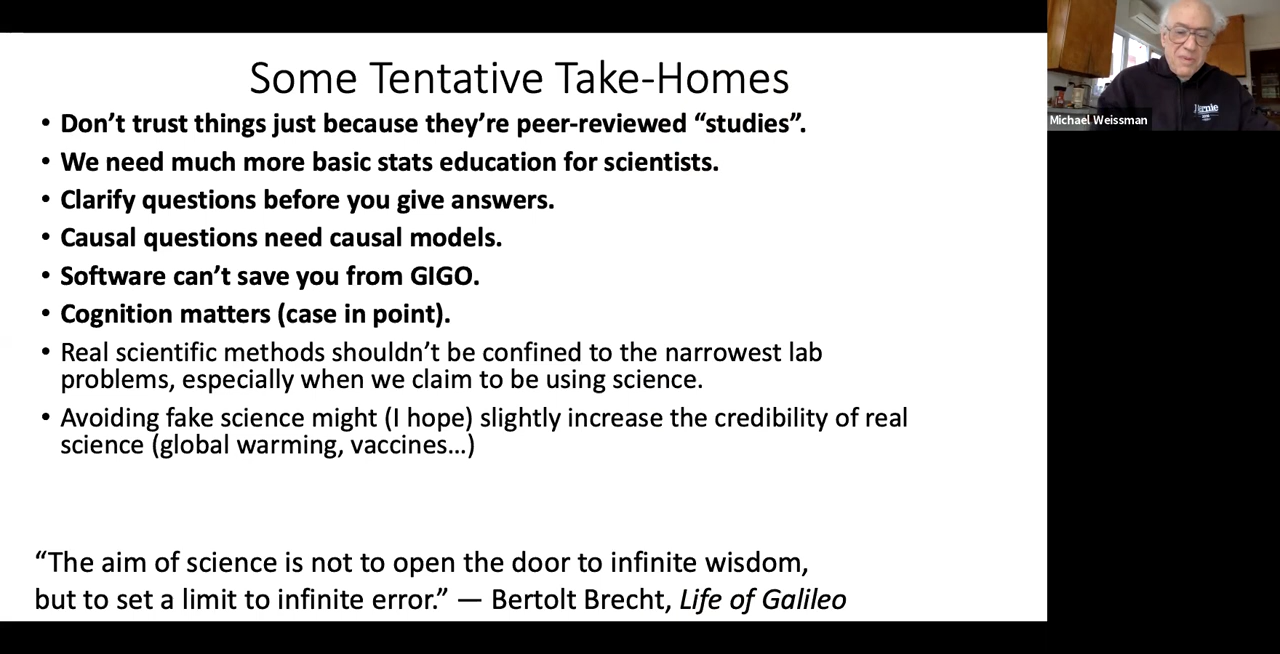 Some Tentative Take-Homes
• Don’t trust things just because they’re peer-reviewed “studies”.
• We need much more basic stats education for scientists.
• Clarify questions before you give answers.
• Causal questions need causal models.
• Software can’t save you from GIGO.
• Cognition matters (case in point).
• Real scientific methods shouldn’t be confined to the narrowest lab
problems, especially when we claim to be using science.
• Avoiding fake science might (I hope) slightly increase the credibility of real
science (global warming, vaccines…)
“The aim of science is not to open the door to infinite wisdom,
but to set a limit to infinite error.” — Bertolt Brecht, Life of Galileo
Bernie
Michael Weissman